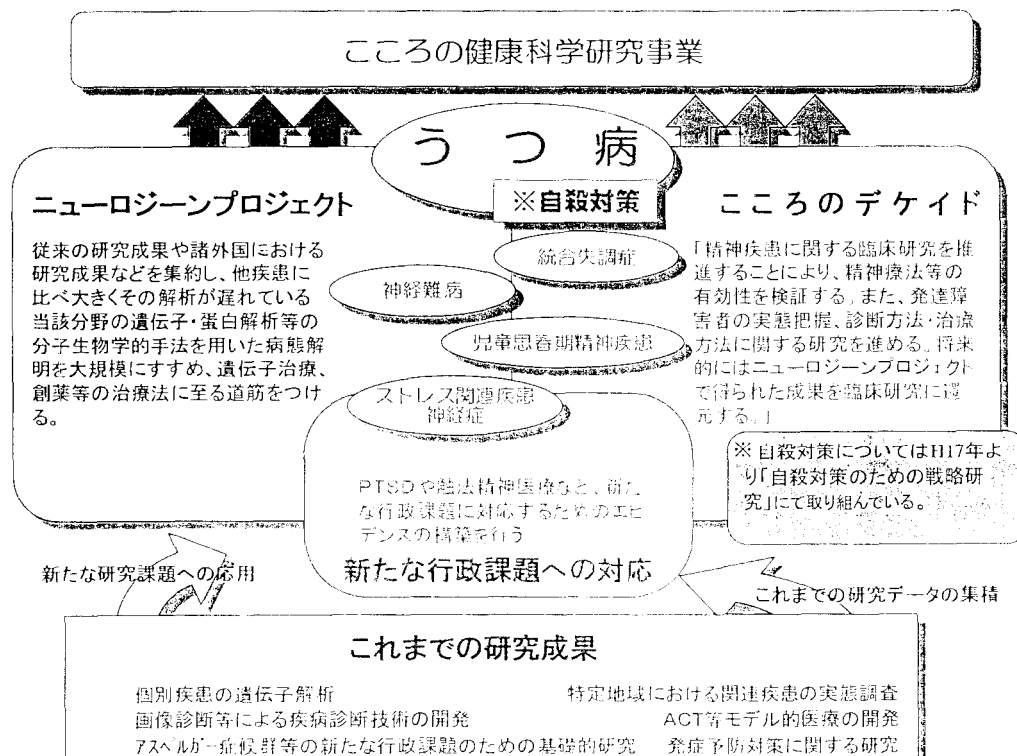 こころの健康科学研究事業
うつ病
※自殺対策
ニューロジーンプロジェクト
従来の研究成果や諸外国における
研究成果などを集約し、他疾患に
比べ大きくその解析が遅れている
当該分野の遺伝子・蛋白解析等の
分子生物学的手法を用いた病態解
明を大規模にすすめ、遺伝子治療、
創薬等の治療法に至る道筋をつけ
る。
統合失調症
神経難病
児童思春期精神疾患
ストレス関連疾患
神経症
こころのデケイド
「精神疾患に関する臨床研究を推
進することにより、精神療法等の
有効性を検証する。また、発達障
害者の実態把握、診断方法・治療
方法に関する研究を進める。将来
的にはニューロジーンプロジェクト
で得られた成果を臨床研究に還
元する。」
※ 自殺対策についてはH17年よ
り「自殺対策のための戦略研
究」にて取り組んでいる。
PTSDや触法精神医療など、新た
な行政課題に対応するためのエビ
デンスの構築を行う
新たな行政課題への対応
新たな研究課題への応用
これまでの研究データの集積
これまでの研究成果
個別疾患の遺伝子解析
特定地域における関連疾患の実態調査
画像診断等による疾病診断技術の開発
ACT等モデル的医療の開発
アスペルガー症候群等の新たな行政課題のための基礎的研究
発症予防対策に関する研究